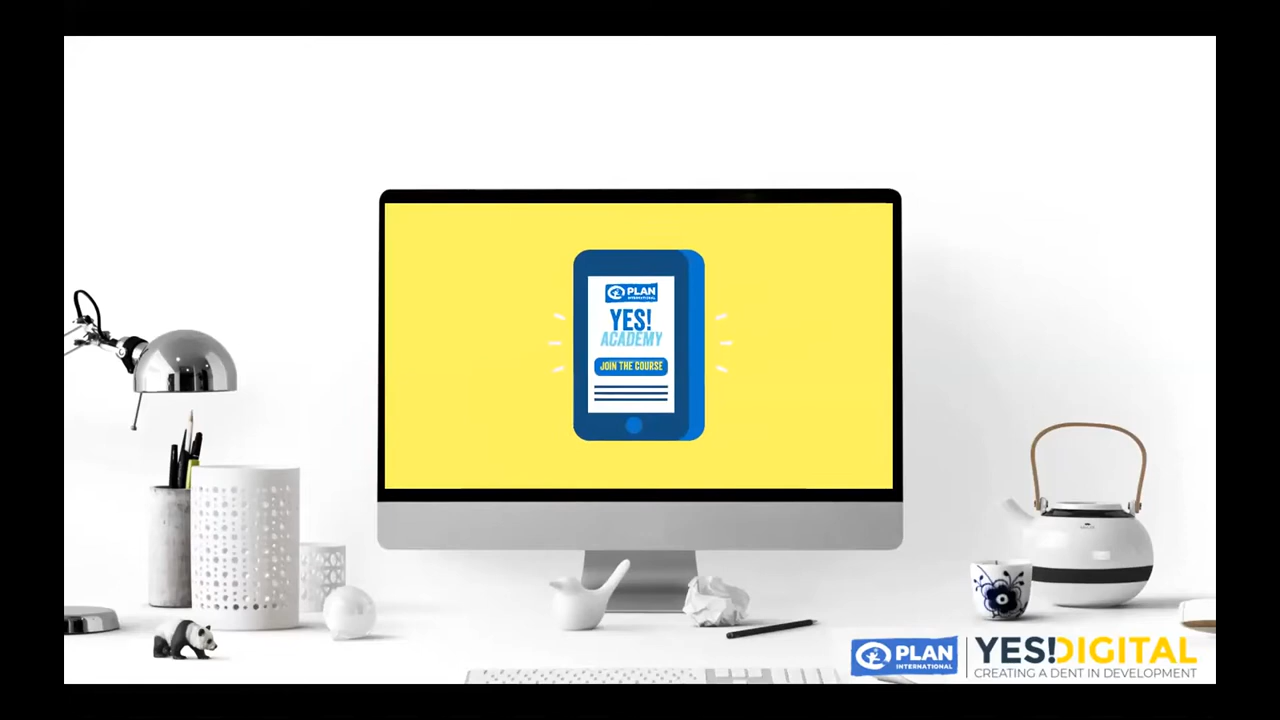 PLAN
INTERNATIONAL
YES!
ACADEMY
JOIN THE COURSE
PLAN
INTERNATIONAL
YES!DIGITAL
CREATING A DENT IN DEVELOPMENT